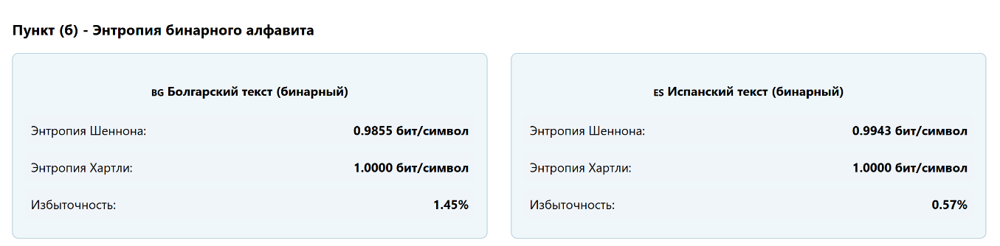 Пункт (б) - Энтропия бинарного алфавита
BG Болгарский текст (бинарный)
Энтропия Шеннона: 0.9855 бит/символ
Энтропия Хартли: 1.0000 бит/символ
Избыточность: 1.45%
ES Испанский текст (бинарный)
Энтропия Шеннона: 0.9943 бит/символ
Энтропия Хартли: 1.0000 бит/символ
Избыточность: 0.57%